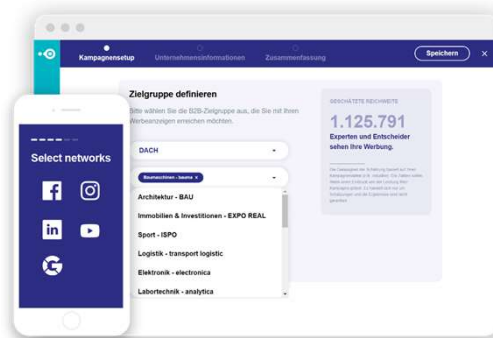 Kampagnensetup
Unternehmensinformationen
Zusammenfassung
Speichern
×
Zielgruppe definieren
Bitte wählen Sie die B2B-Zielgruppe aus, die Sie mit Ihren
Werbeanzeigen erreichen möchten.
DACH
Baumaschinen - bauma ×
Architektur - BAU
Immobilien & Investitionen - EXPO REAL
Sport - ISPO
Logistik - transport logistic
Elektronik - electronica
Labortechnik - analytica
GESCHÄTZTE REICHWEITE
1.125.791
Experten und Entscheider
sehen Ihre Werbung.
Select networks
f
in
G